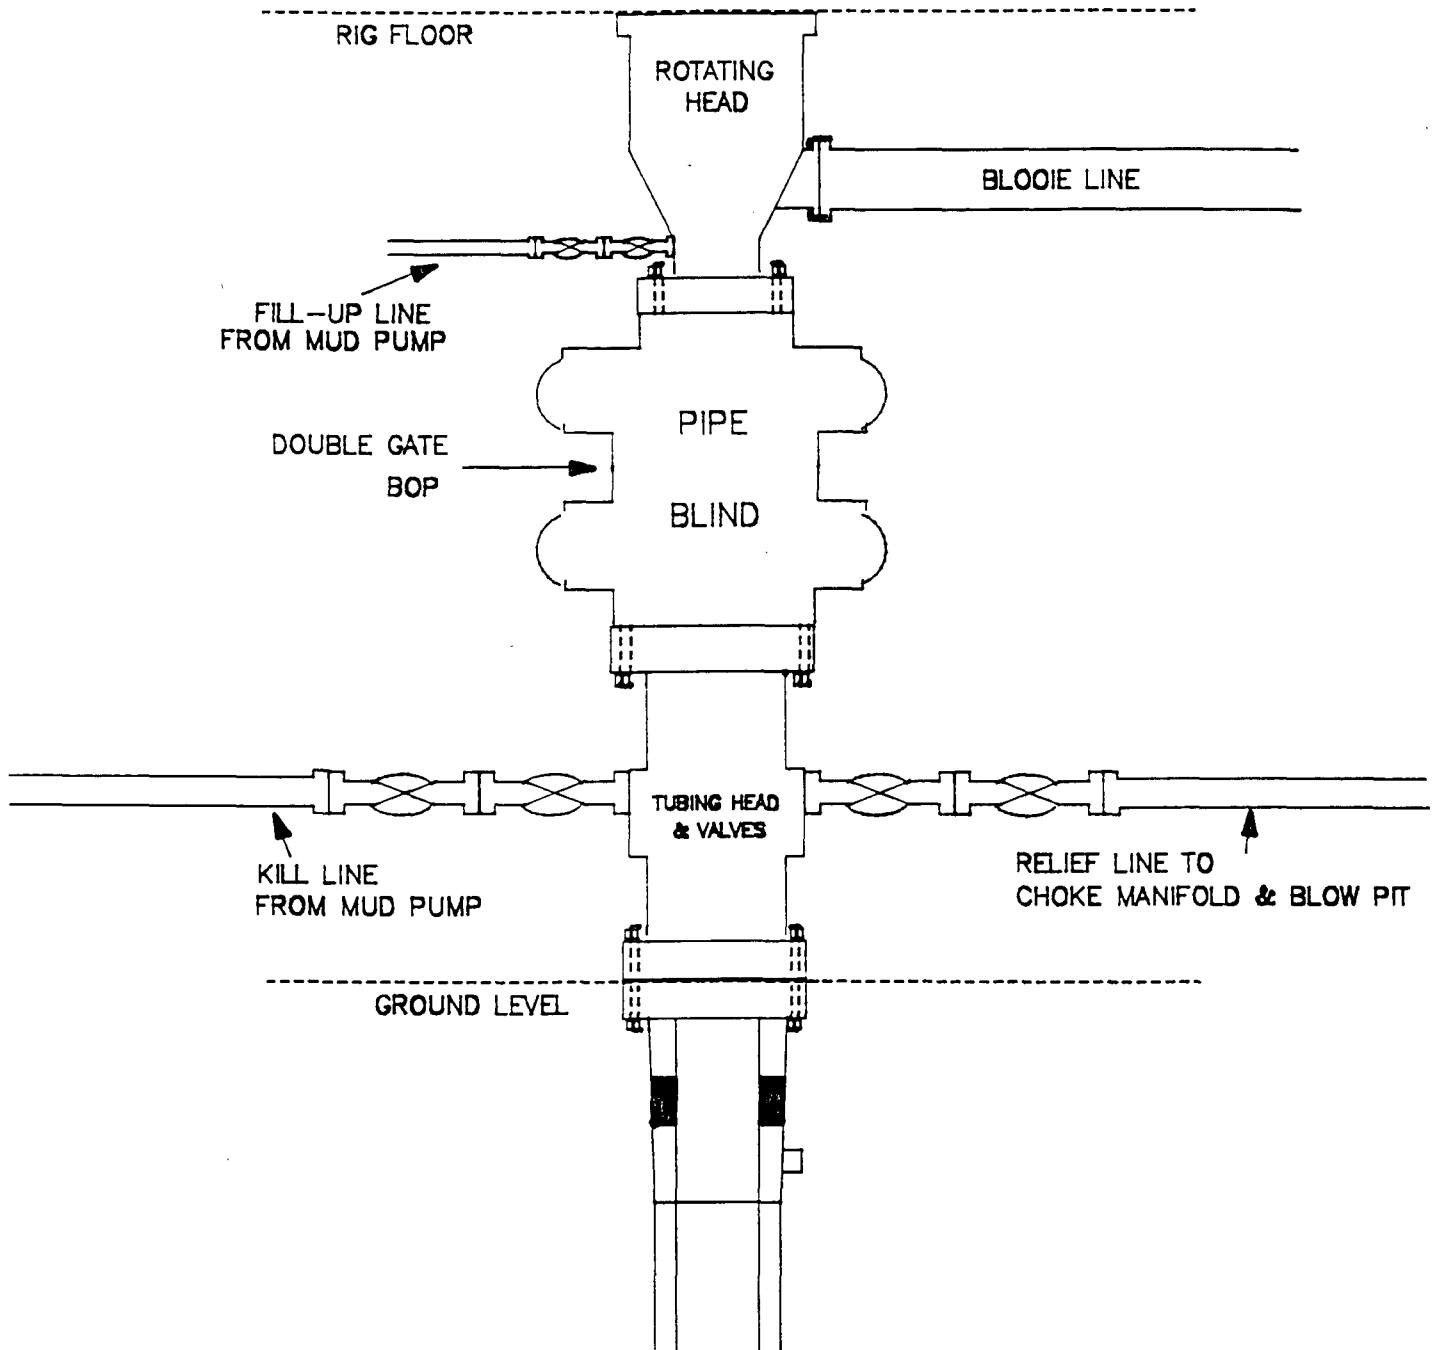 RIG FLOOR
ROTATING
HEAD
BLOOIE LINE
FILL-UP LINE
FROM MUD PUMP
PIPE
DOUBLE GATE
BOP
BLIND
TUBING HEAD
& VALVES
KILL LINE
FROM MUD PUMP
RELIEF LINE TO
CHOKE MANIFOLD & BLOW PIT
GROUND LEVEL